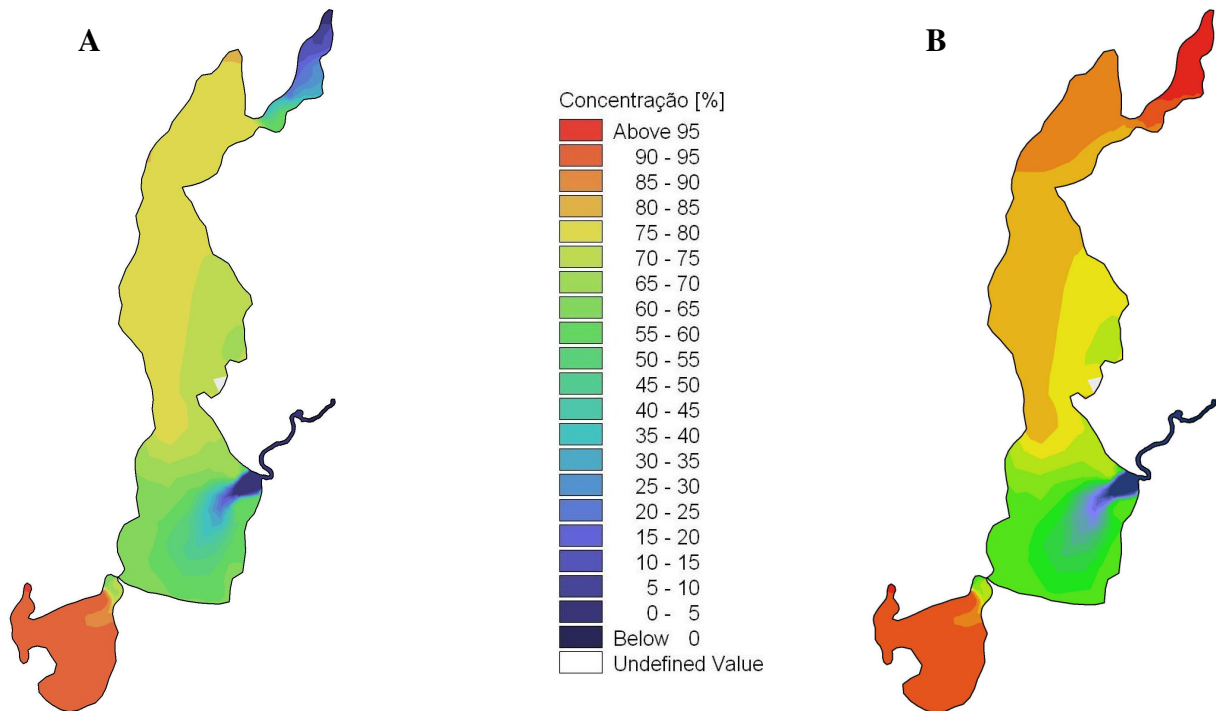 A
B
Concentração [%]
Above 95
90 - 95
85 - 90
80 - 85
75 - 80
70 - 75
65 - 70
60 - 65
55 - 60
50 - 55
45 - 50
40 - 45
35 - 40
30 - 35
25 - 30
20 - 25
15 - 20
10 - 15
5 - 10
0 - 5
Below 0
Undefined Value